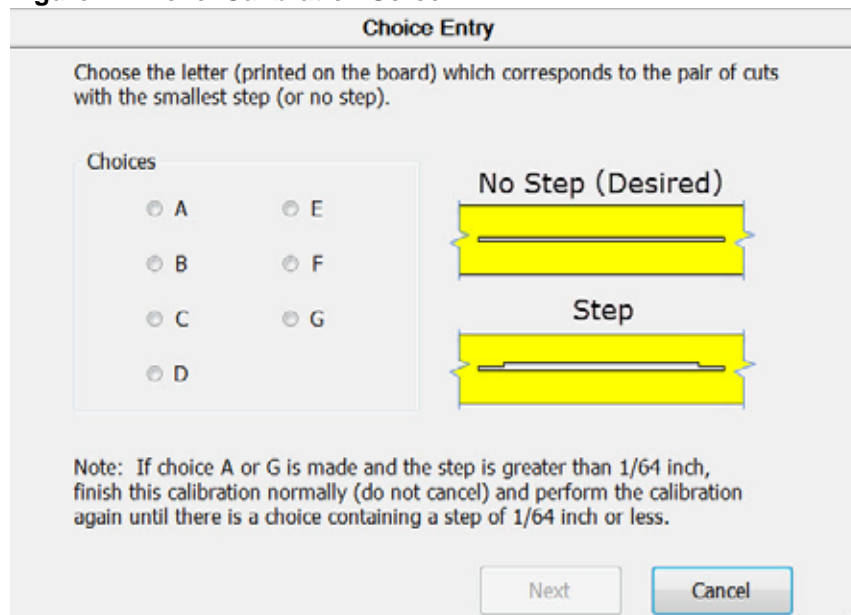 Choice Entry
Choose the letter (printed on the board) which corresponds to the pair of cuts
with the smallest step (or no step).
Choices
A
E
B
F
C
G
D
No Step (Desired)
Step
Note: If choice A or G is made and the step is greater than 1/64 inch,
finish this calibration normally (do not cancel) and perform the calibration
again until there is a choice containing a step of 1/64 inch or less.
Next
Cancel